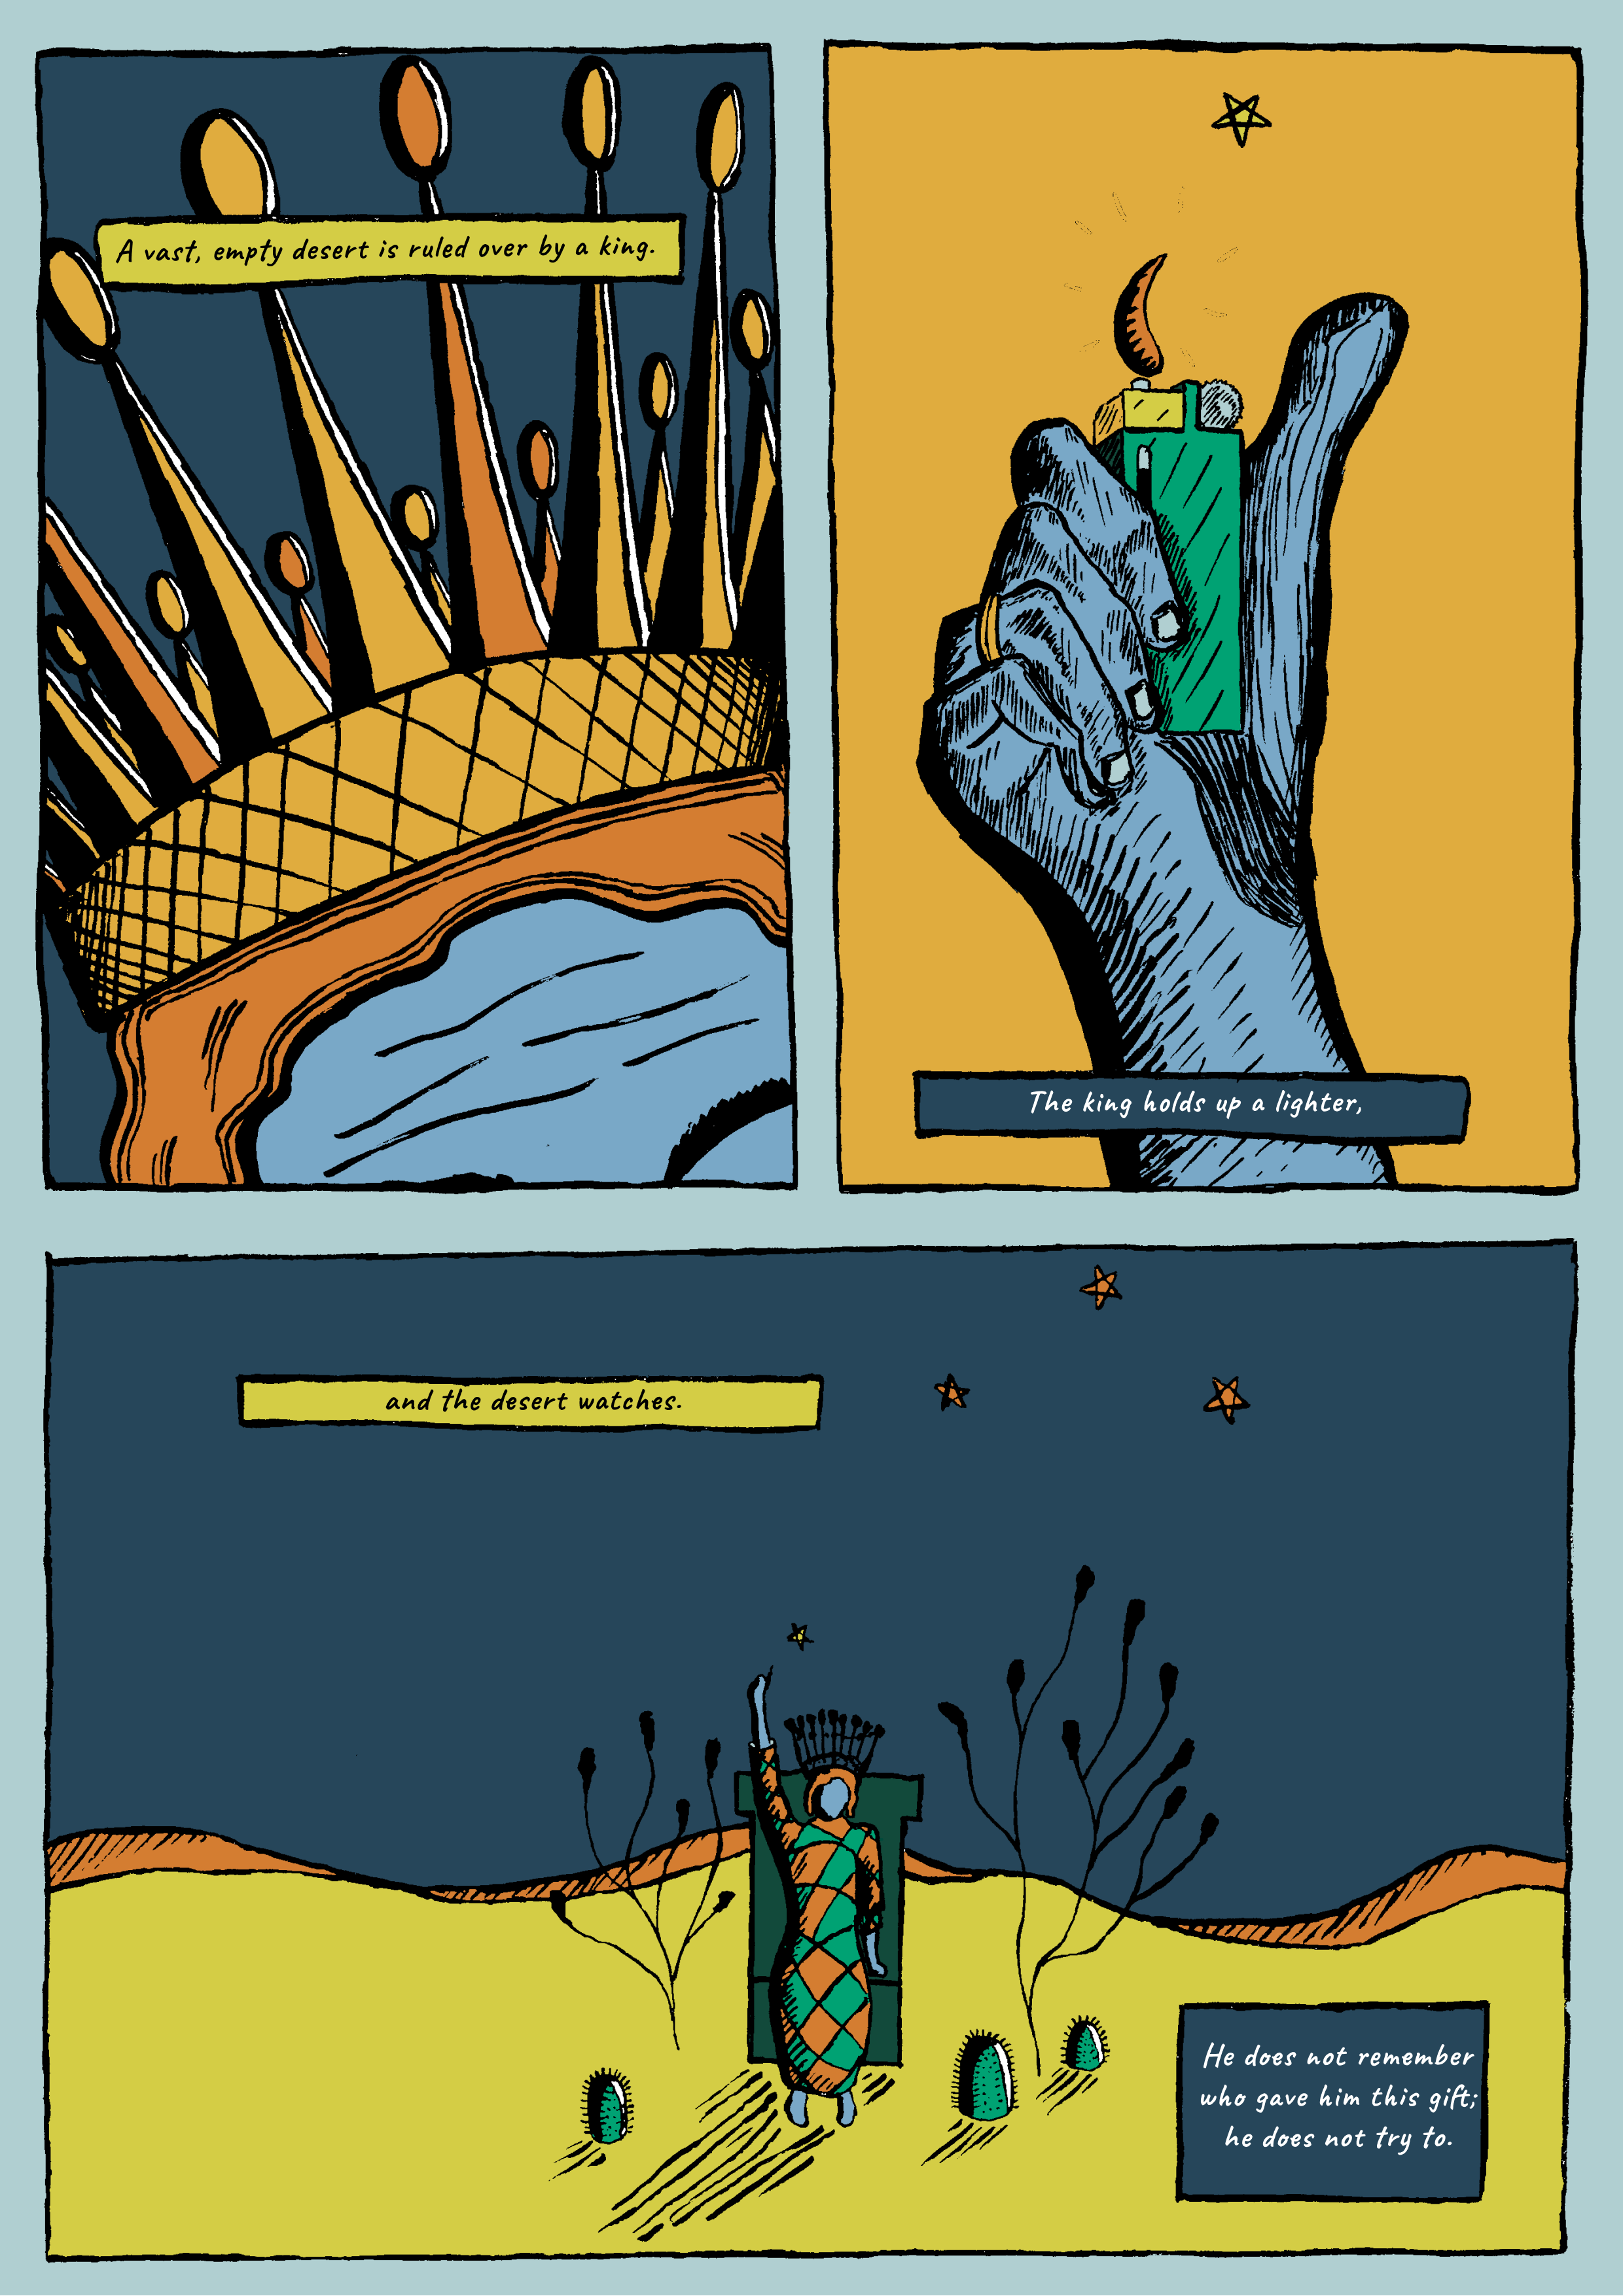 A vast, empty desert is ruled over by a king.
The king holds up a lighter,
and the desert watches.
He does not remember
who gave him this gift;
he does not try to.